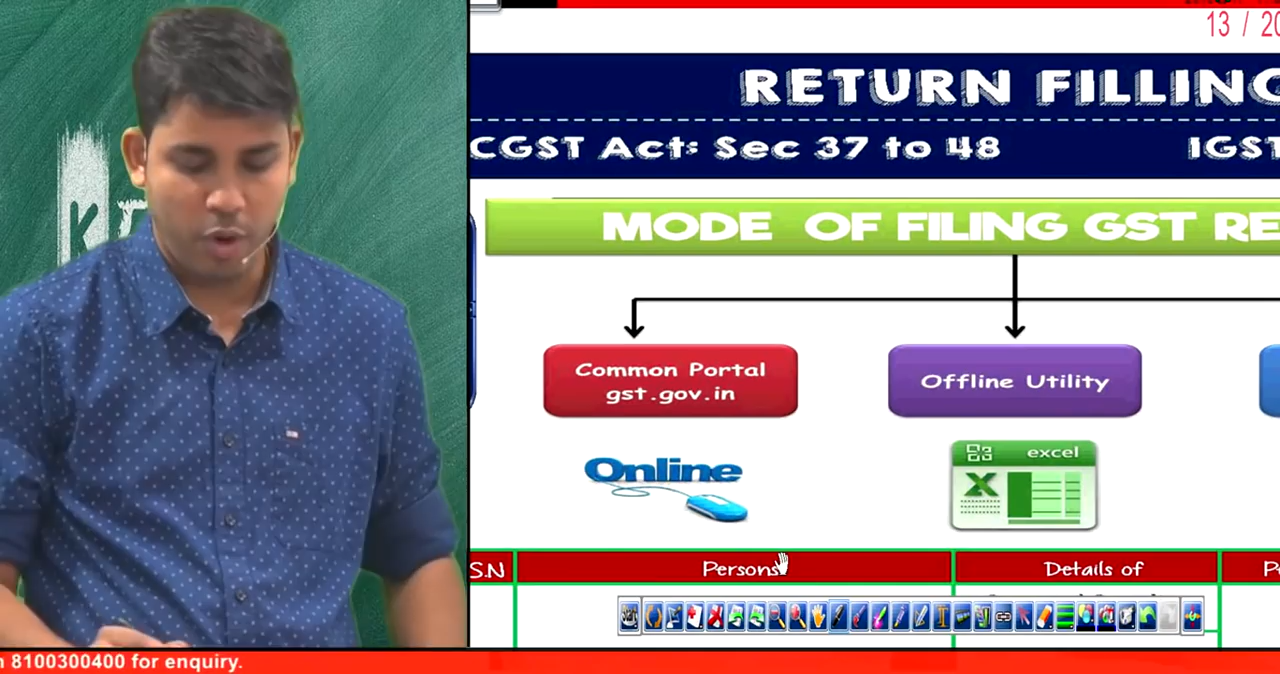 13 / 20
RETURN FILLING
CGST Act: Sec 37 to 48
IGST
MODE OF FILING GST RE
Common Portal
gst.gov.in
Offline Utility
Online
excel
S.N
Persons
Details of
8100300400 for enquiry.